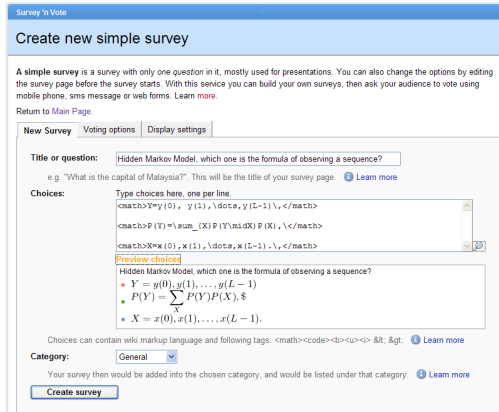 Survey 'n Vote
Create new simple survey
A simple survey is a survey with only one question in it, mostly used for presentations. You can also change the options by editing
the survey page before the survey starts. With this service you can build your own surveys, then ask your audience to vote using
mobile phone, sms message or web forms. Learn more.
Return to Main Page.
New Survey Voting options Display settings
Title or question: Hidden Markov Model, which one is the formula of observing a sequence?
e.g. "What is the capital of Malaysia?". This will be the title of your survey page. Learn more
Choices: Type choices here, one per line.
<math>Y=y(0), y(1),\dots,y(L-1)\,</math>
<math>P(Y)=\sum_{X}P(Y\midX)P(X),\</math>
<math>X=x(0),x(1),\dots,x(L-1).\,</math>
Preview choices
Hidden Markov Model, which one is the formula of observing a sequence?
Y = y(0), y(1), . . . , y(L − 1)
P(Y) = ∑ P(Y)P(X), $
X
X = x(0), x(1), . . . , x(L − 1).
Choices can contain wiki markup language and following tags: <math><code><b><u><i> &lt; &gt; Learn more
Category: General
Your survey then would be added into the chosen category, and would be listed under that category. Learn more
Create survey